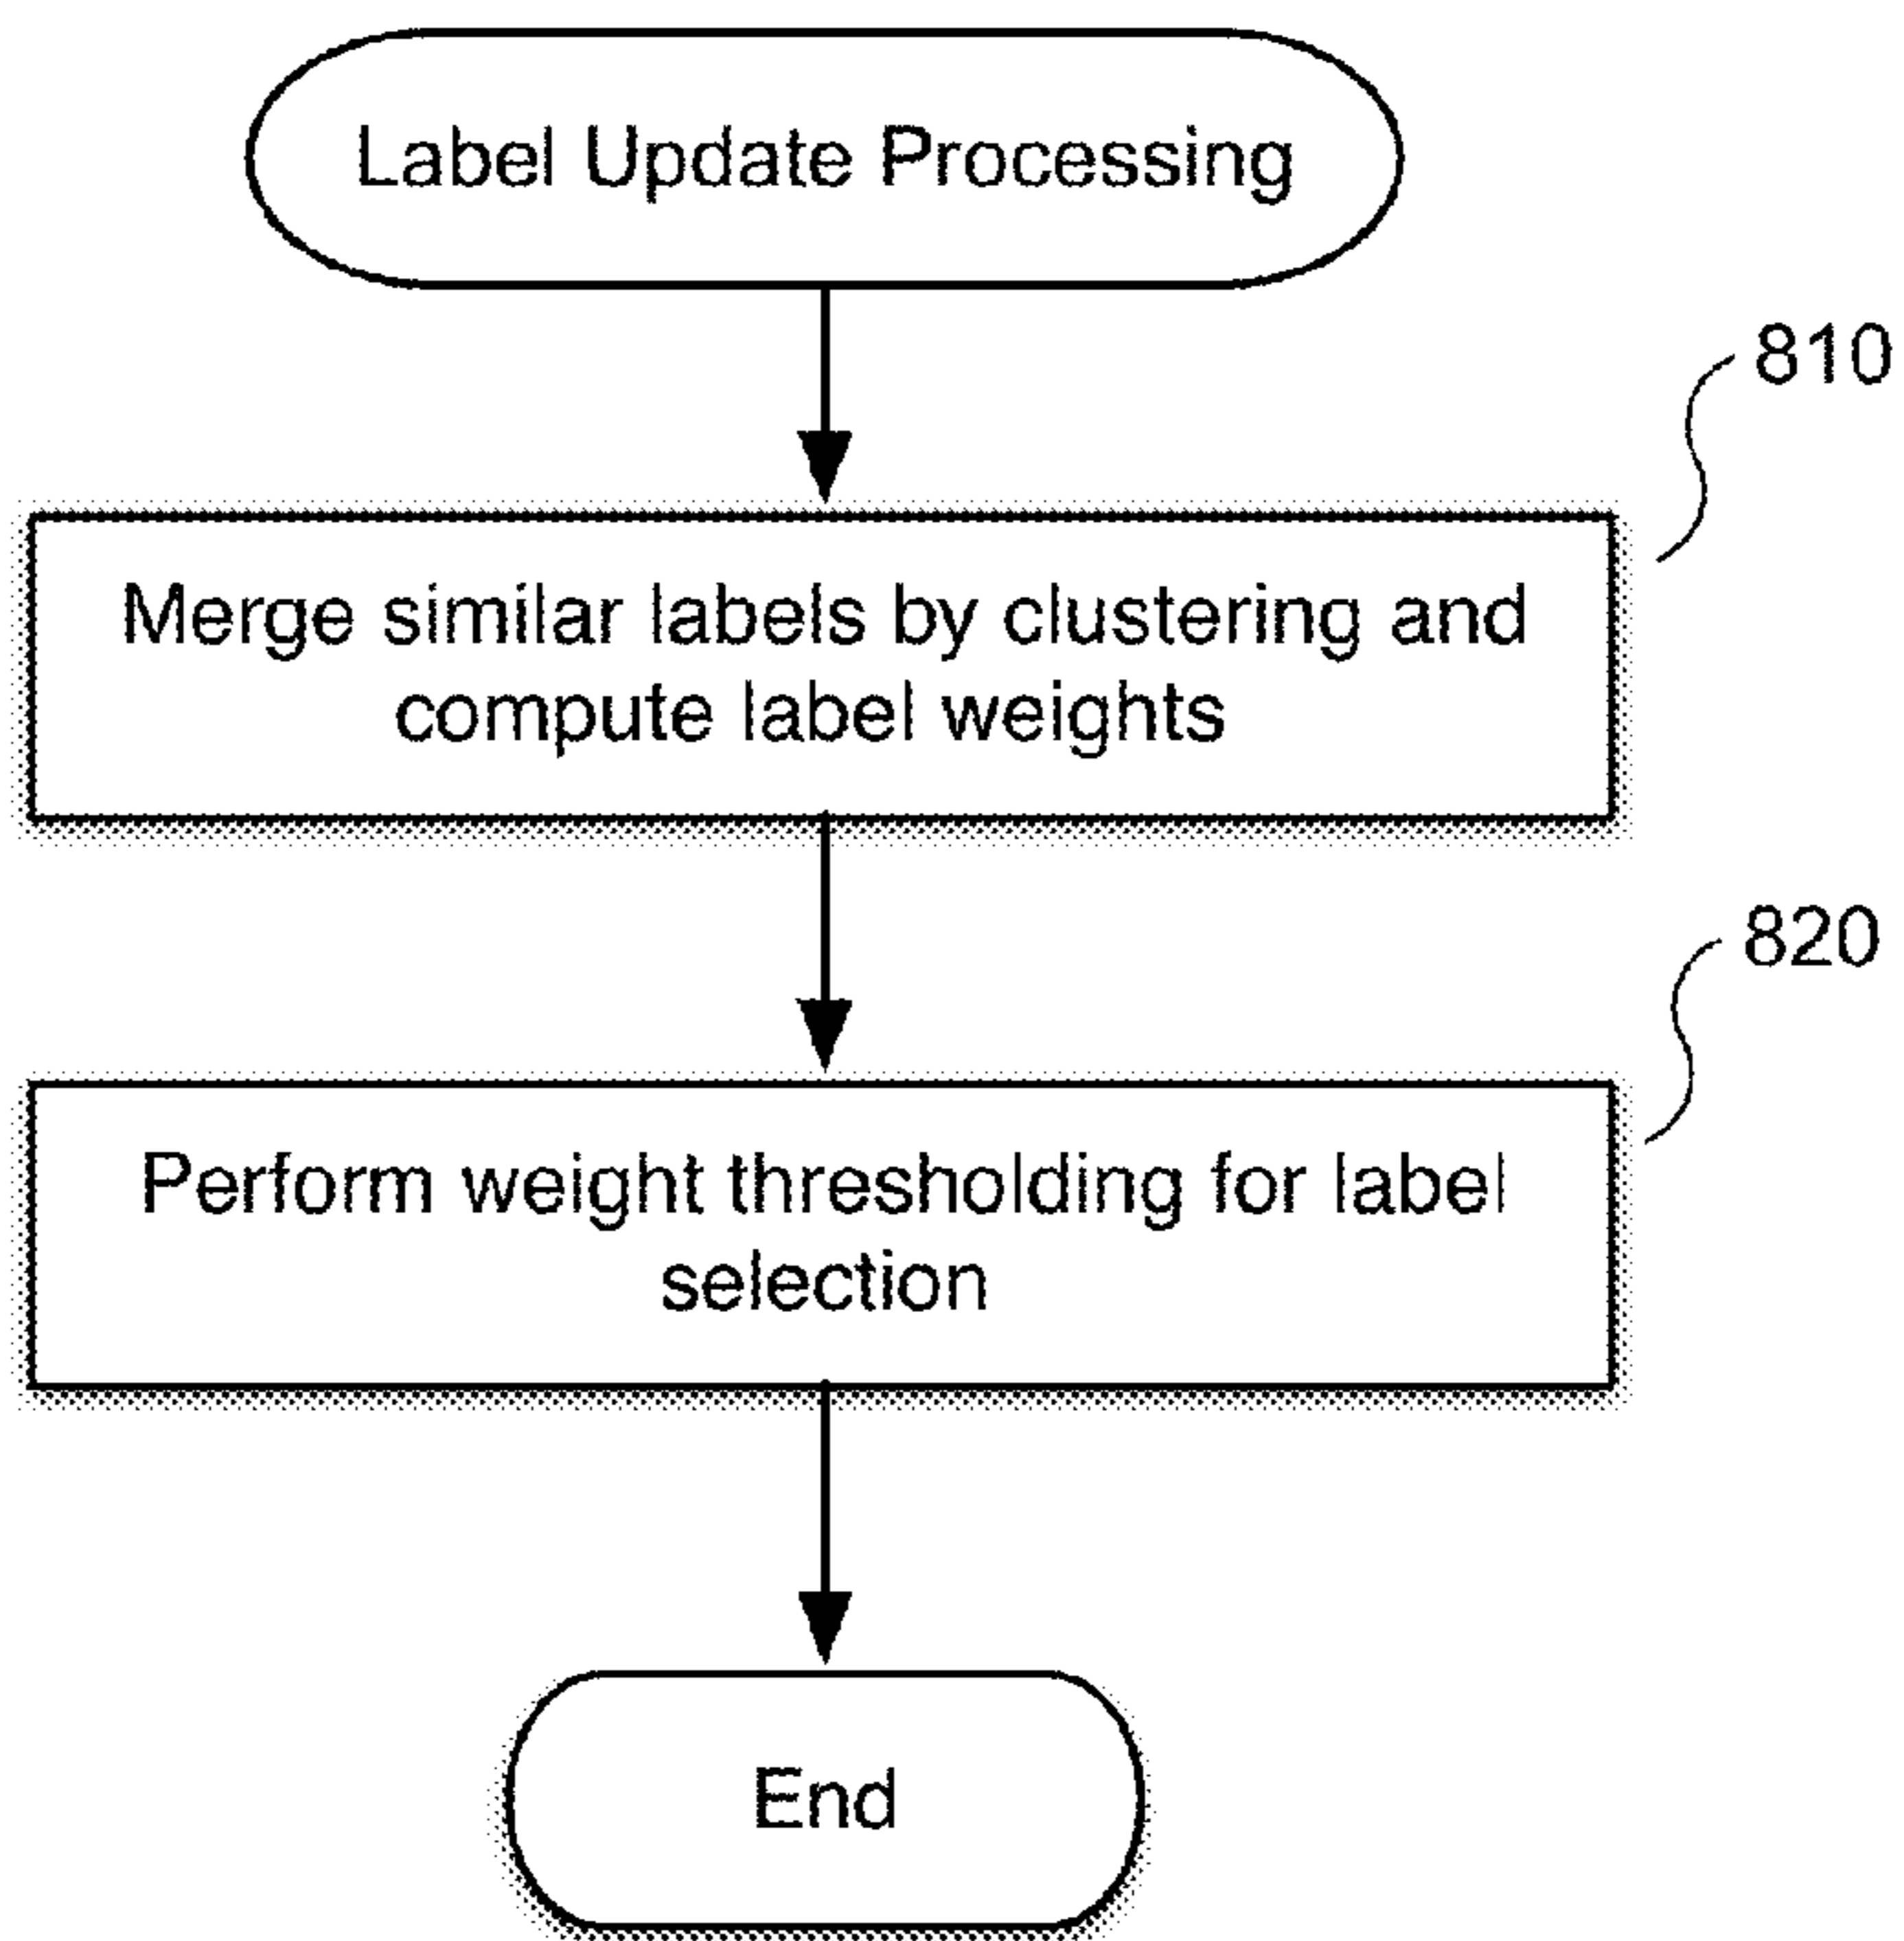 Label Update Processing
810
Merge similar labels by clustering and
compute label weights
820
Perform weight thresholding for label
selection
End